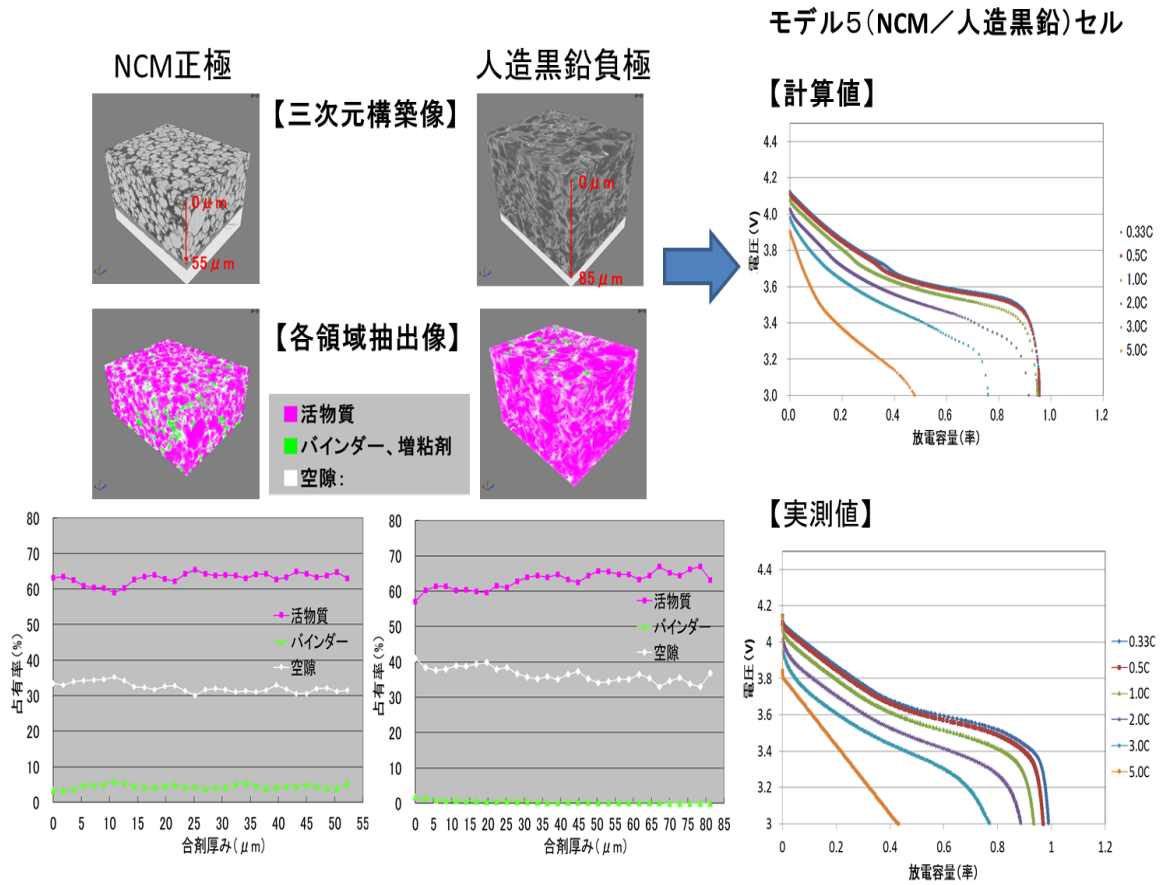 モデル5(NCM/人造黒鉛)セル
NCM正極
人造黒鉛負極
【三次元構築像】
0μm
55μm
0μm
85μm
【各領域抽出像】
活物質
バインダー、増粘剤
空隙:
【計算値】
4.4
4.2
4.0
3.8
3.6
3.4
3.2
3.0
電圧(V)
0.0 0.2 0.4 0.6 0.8 1.0 1.2
放電容量(率)
0.33C
0.5C
1.0C
2.0C
3.0C
5.0C
80
70
60
50
40
30
20
10
0
占有率(%)
0 5 10 15 20 25 30 35 40 45 50 55
合剤厚み(μm)
活物質
バインダー
空隙
80
70
60
50
40
30
20
10
0
占有率(%)
0 5 10 15 20 25 30 35 40 45 50 55 60 65 70 75 80 85
合剤厚み(μm)
活物質
バインダー
空隙
【実測値】
4.4
4.2
4
3.8
3.6
3.4
3.2
3
電圧(V)
0 0.2 0.4 0.6 0.8 1 1.2
放電容量(率)
0.33C
0.5C
1.0C
2.0C
3.0C
5.0C